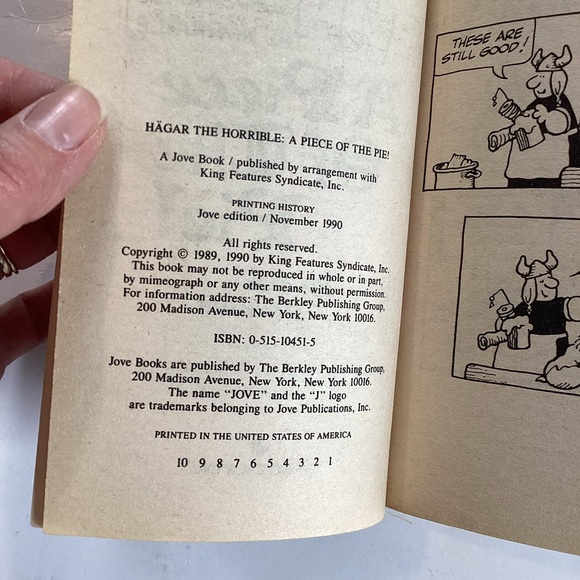 HÄGAR THE HORRIBLE: A PIECE OF THE PIE!
A Jove Book / published by arrangement with
King Features Syndicate, Inc.
PRINTING HISTORY
Jove edition / November 1990
All rights reserved.
Copyright © 1989, 1990 by King Features Syndicate, Inc.
This book may not be reproduced in whole or in part,
by mimeograph or any other means, without permission.
For information address: The Berkley Publishing Group,
200 Madison Avenue, New York, New York 10016.
ISBN: 0-515-10451-5
Jove Books are published by The Berkley Publishing Group,
200 Madison Avenue, New York, New York 10016.
The name "JOVE" and the "J" logo
are trademarks belonging to Jove Publications, Inc.
PRINTED IN THE UNITED STATES OF AMERICA
10 9 8 7 6 5 4 3 2 1
THESE ARE
STILL GOOD!